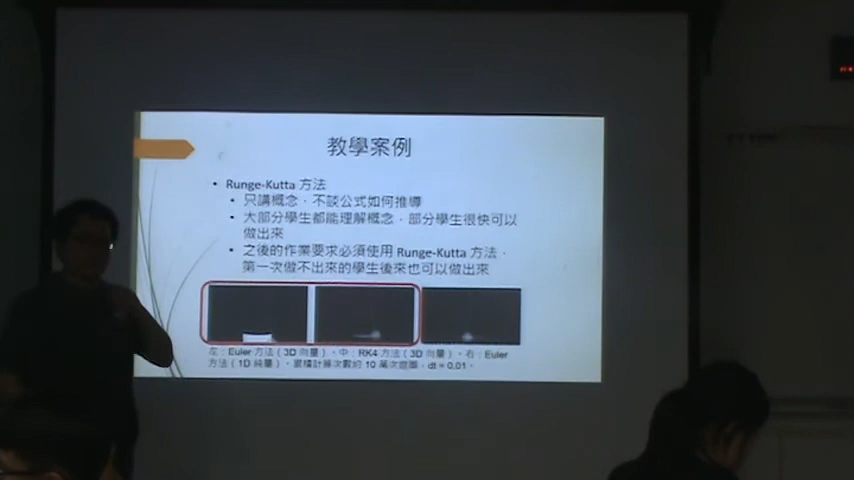 教學案例
• Runge-Kutta 方法
• 只講概念，不談公式如何推導
• 大部分學生都能理解概念，部分學生很快可以
做出來
• 之後的作業要求必須使用 Runge-Kutta 方法，
第一次做不出來的學生後來也可以做出來
左：Euler 方法（3D 向量）、中：RK4 方法（3D 向量）、右：Euler
方法（1D 純量）。累積計算次數約 10 萬次迴圈，dt = 0.01。